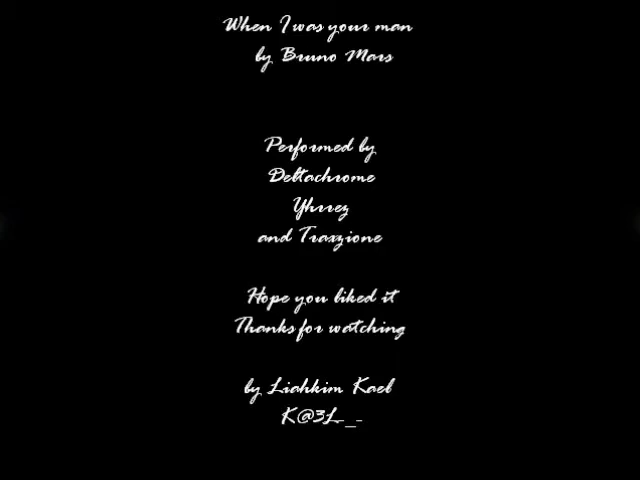 When I was your man
by Bruno Mars
Performed by
Deltachrome
Yhrrez
and Traxzione
Hope you liked it
Thanks for watching
by Liahkim Kael
K@3L_-